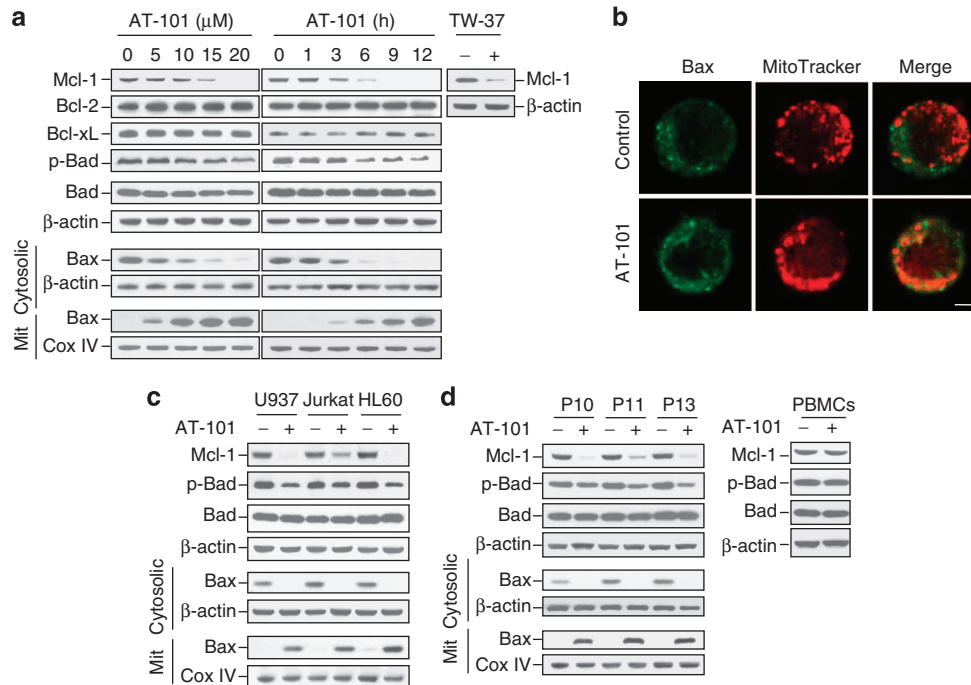 a
AT-101 (μM) AT-101 (h) TW-37
0 5 10 15 20 0 1 3 6 9 12 – +
Mcl-1 Mcl-1
Bcl-2 β-actin
Bcl-xL
p-Bad
Bad
β-actin
Cytosolic
Bax
β-actin
Mit
Bax
Cox IV
b
Bax MitoTracker Merge
Control
AT-101
c
U937 Jurkat HL60
AT-101 – + – + – +
Mcl-1
p-Bad
Bad
β-actin
Cytosolic
Bax
β-actin
Mit
Bax
Cox IV
d
P10 P11 P13
AT-101 – + – + – +
Mcl-1
p-Bad
Bad
β-actin
Cytosolic
Bax
β-actin
Mit
Bax
Cox IV
PBMCs
AT-101 – +
Mcl-1
p-Bad
Bad
β-actin